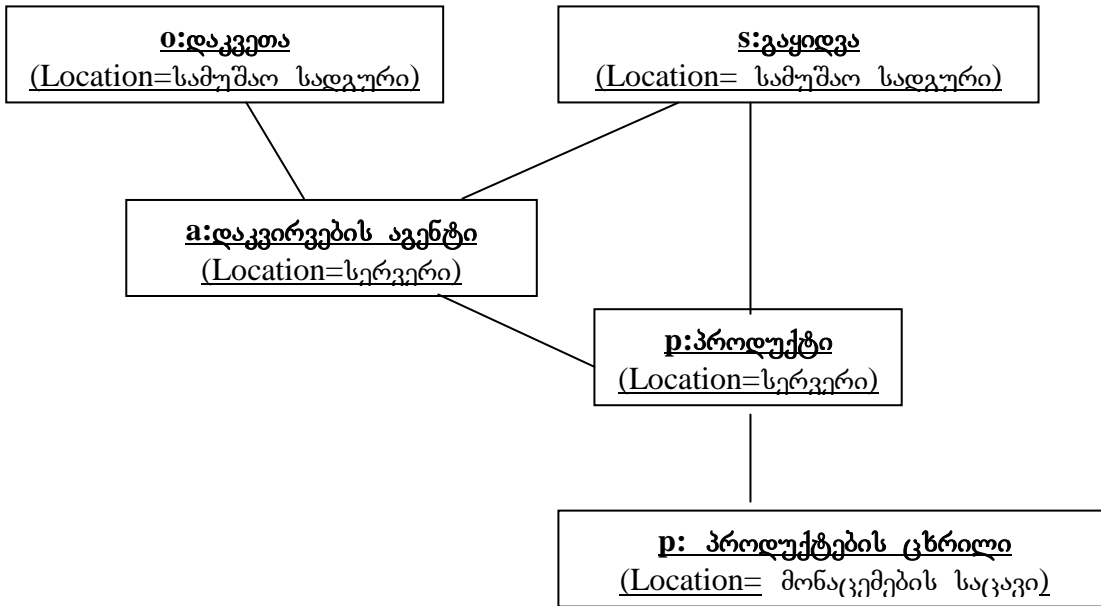 o:დაკვეთა
(Location=სამუშაო სადგური)
s:გაყიდვა
(Location= სამუშაო სადგური)
a:დაკვირვების აგენტი
(Location=სერვერი)
p:პროდუქტი
(Location=სერვერი)
p: პროდუქტების ცხრილი
(Location= მონაცემების საცავი)